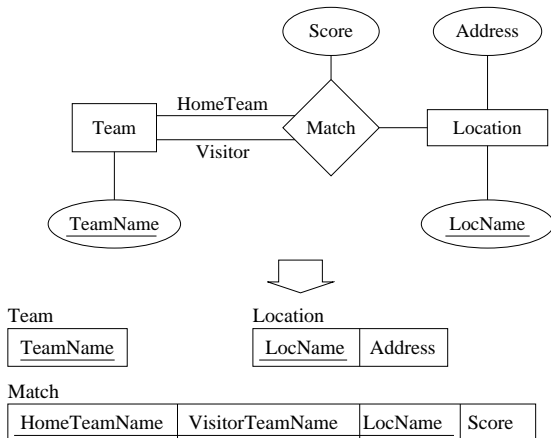 Score
Address
HomeTeam
Team
Match
Location
Visitor
TeamName
LocName
Team
Location
TeamName
LocName Address
Match
HomeTeamName VisitorTeamName LocName Score